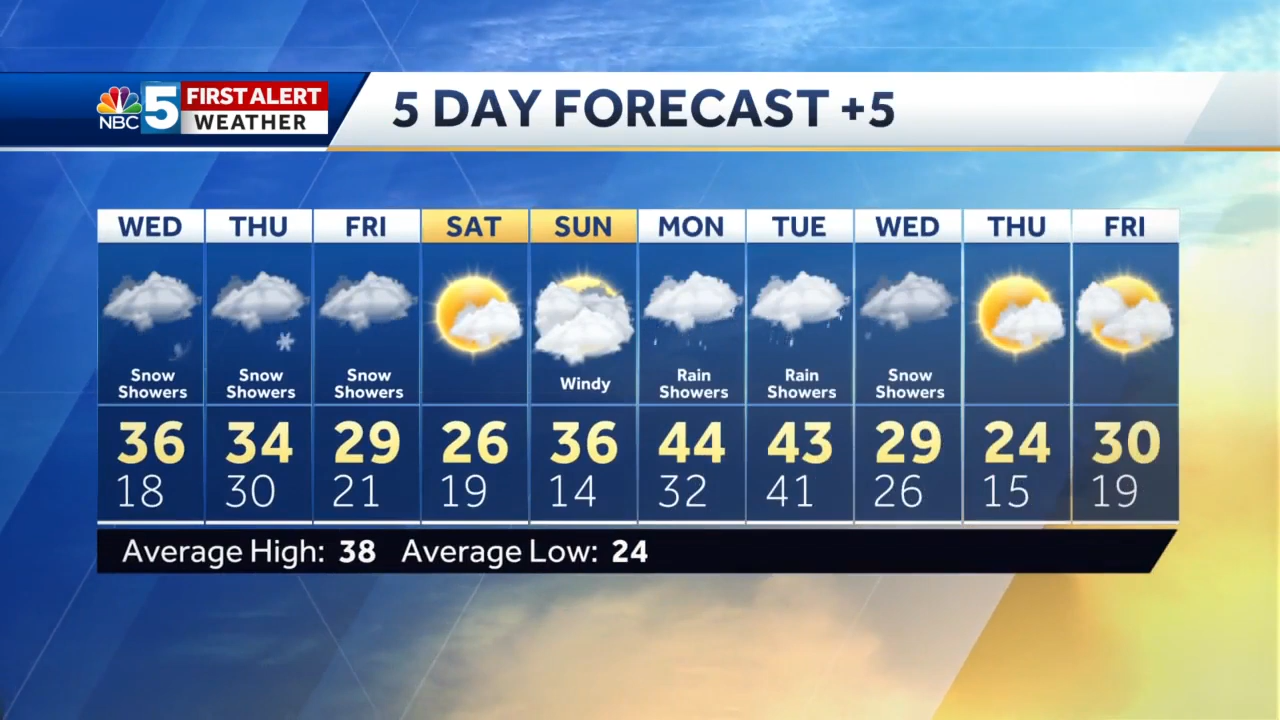 NBC 5 FIRST ALERT WEATHER
5 DAY FORECAST +5
WED THU FRI SAT SUN MON TUE WED THU FRI
Snow Snow Snow Windy Rain Rain Snow
Showers Showers Showers Showers Showers Showers
36 34 29 26 36 44 43 29 24 30
18 30 21 19 14 32 41 26 15 19
Average High: 38 Average Low: 24